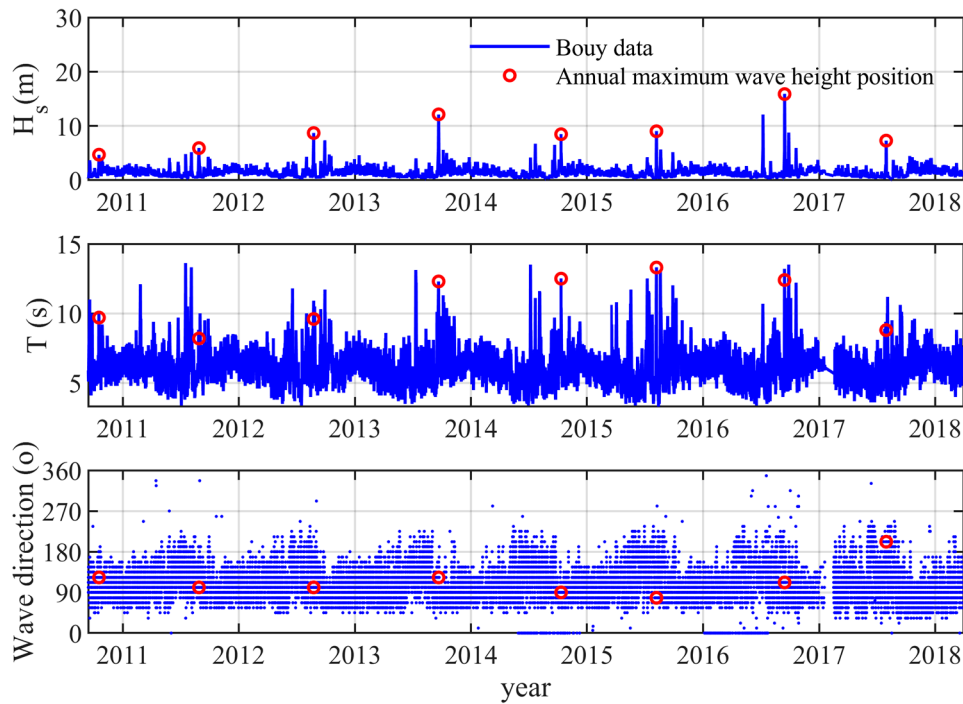 30
20
10
0
H_s (m)
Bouy data
Annual maximum wave height position
2011 2012 2013 2014 2015 2016 2017 2018
15
10
5
T (s)
2011 2012 2013 2014 2015 2016 2017 2018
360
270
180
90
0
Wave direction (o)
2011 2012 2013 2014 2015 2016 2017 2018
year